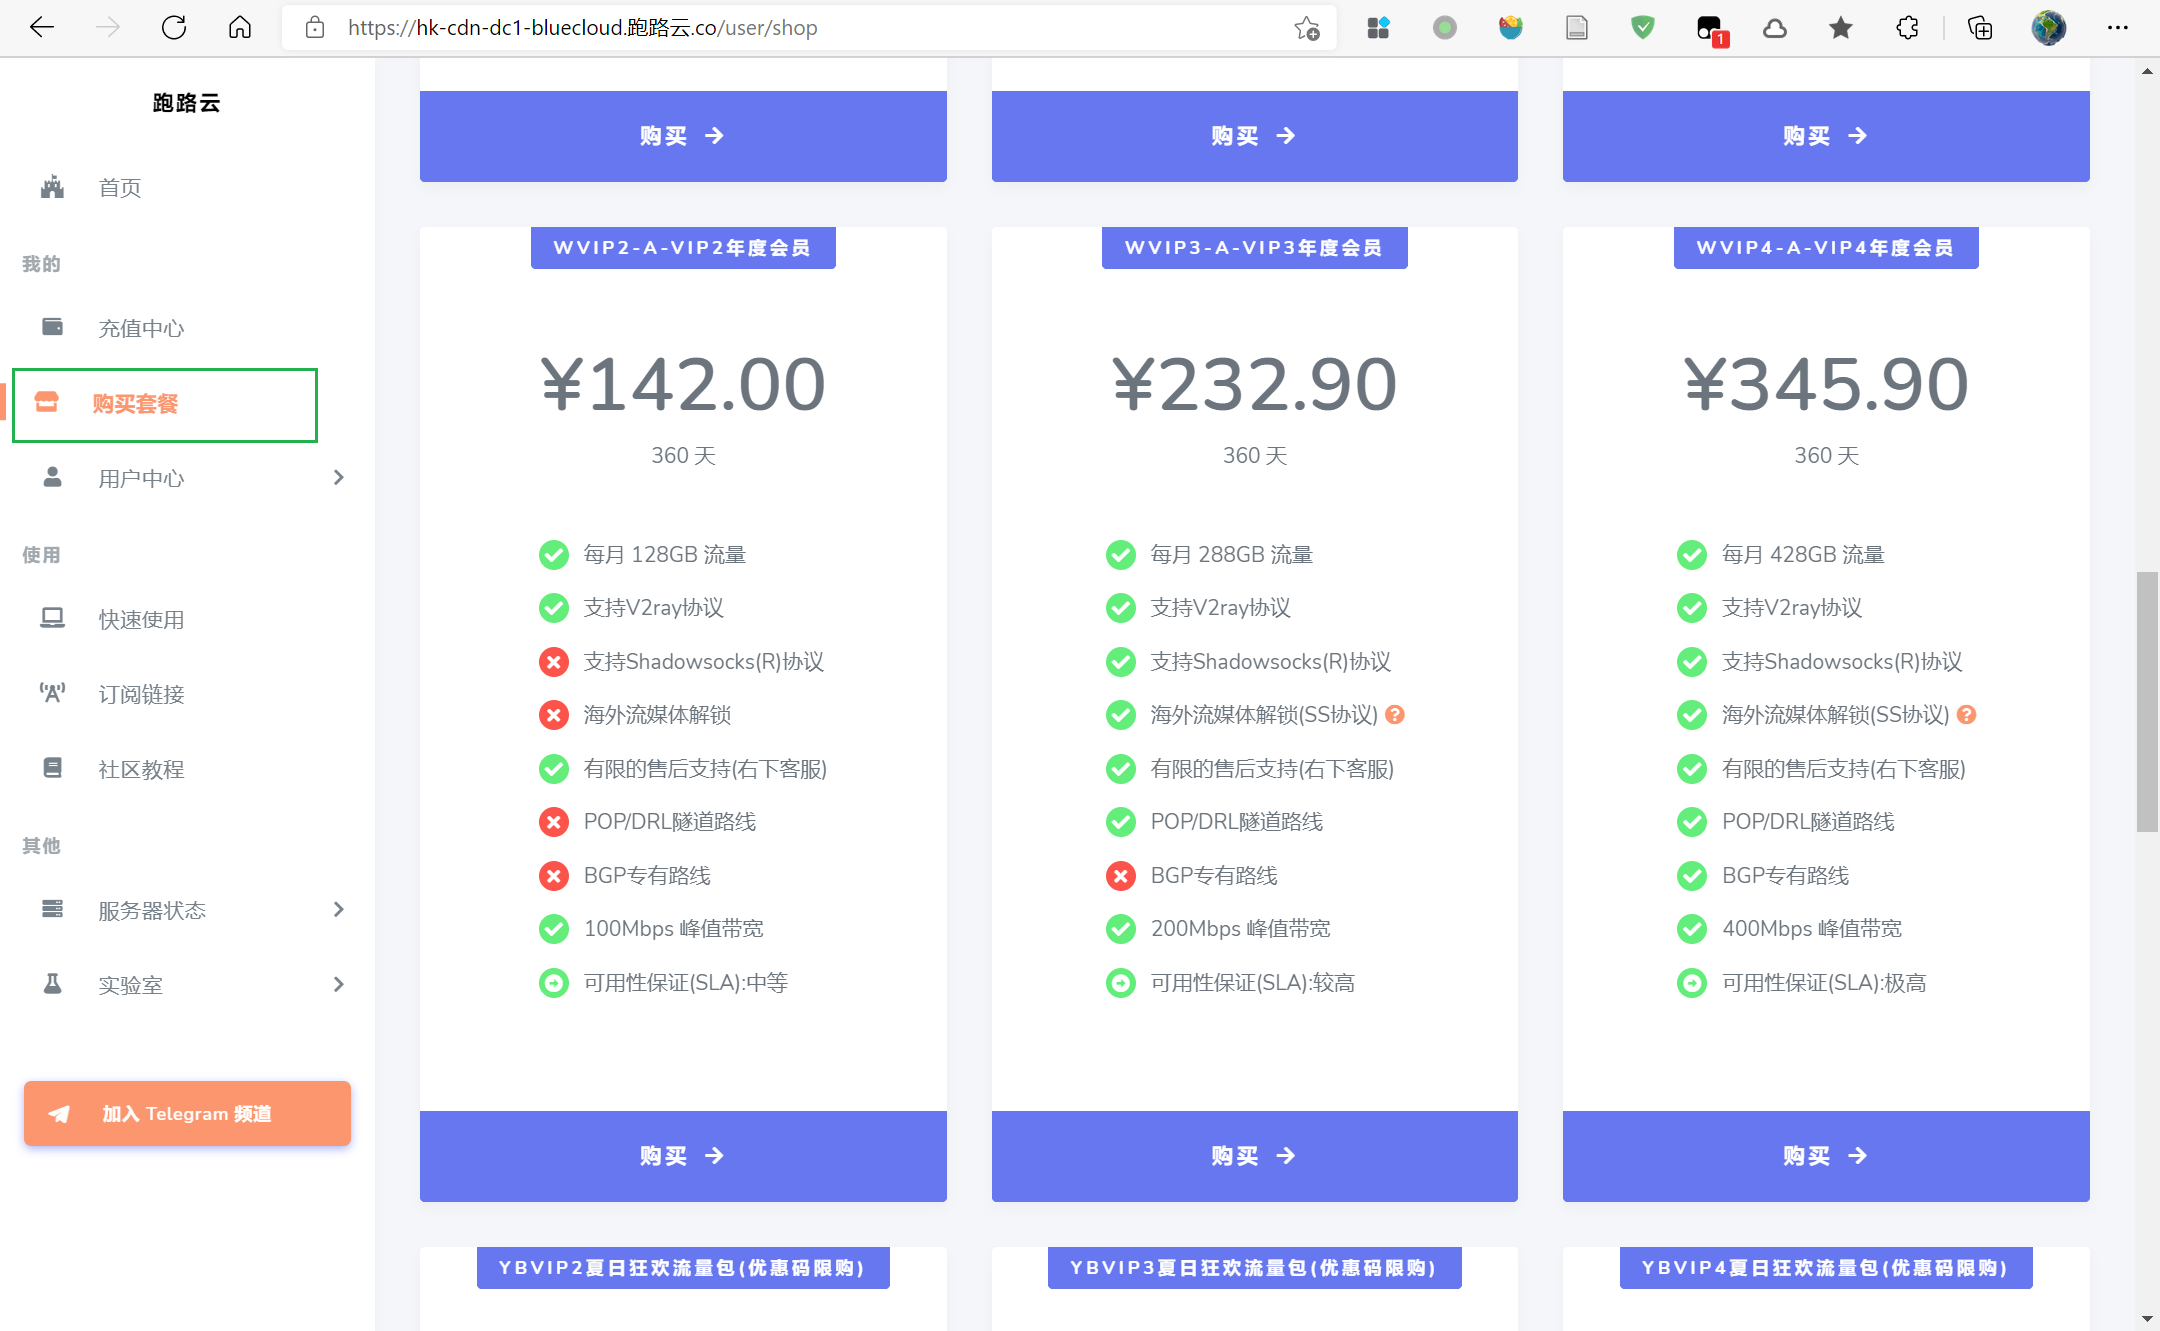 https://hk-cdn-dc1-bluecloud.跑路云.co/user/shop
1
跑路云
首页
我的
充值中心
购买套餐
用户中心
使用
快速使用
订阅链接
社区教程
其他
服务器状态
实验室
加入 Telegram 频道
购买
购买
购买
WVIP2-A-VIP2年度会员
¥142.00
360 天
每月 128GB 流量
支持V2ray协议
支持Shadowsocks(R)协议
海外流媒体解锁
有限的售后支持(右下客服)
POP/DRL隧道路线
BGP专有路线
100Mbps 峰值带宽
可用性保证(SLA):中等
购买
WVIP3-A-VIP3年度会员
¥232.90
360 天
每月 288GB 流量
支持V2ray协议
支持Shadowsocks(R)协议
海外流媒体解锁(SS协议)
有限的售后支持(右下客服)
POP/DRL隧道路线
BGP专有路线
200Mbps 峰值带宽
可用性保证(SLA):较高
购买
WVIP4-A-VIP4年度会员
¥345.90
360 天
每月 428GB 流量
支持V2ray协议
支持Shadowsocks(R)协议
海外流媒体解锁(SS协议)
有限的售后支持(右下客服)
POP/DRL隧道路线
BGP专有路线
400Mbps 峰值带宽
可用性保证(SLA):极高
购买
YBVIP2夏日狂欢流量包(优惠码限购)
YBVIP3夏日狂欢流量包(优惠码限购)
YBVIP4夏日狂欢流量包(优惠码限购)